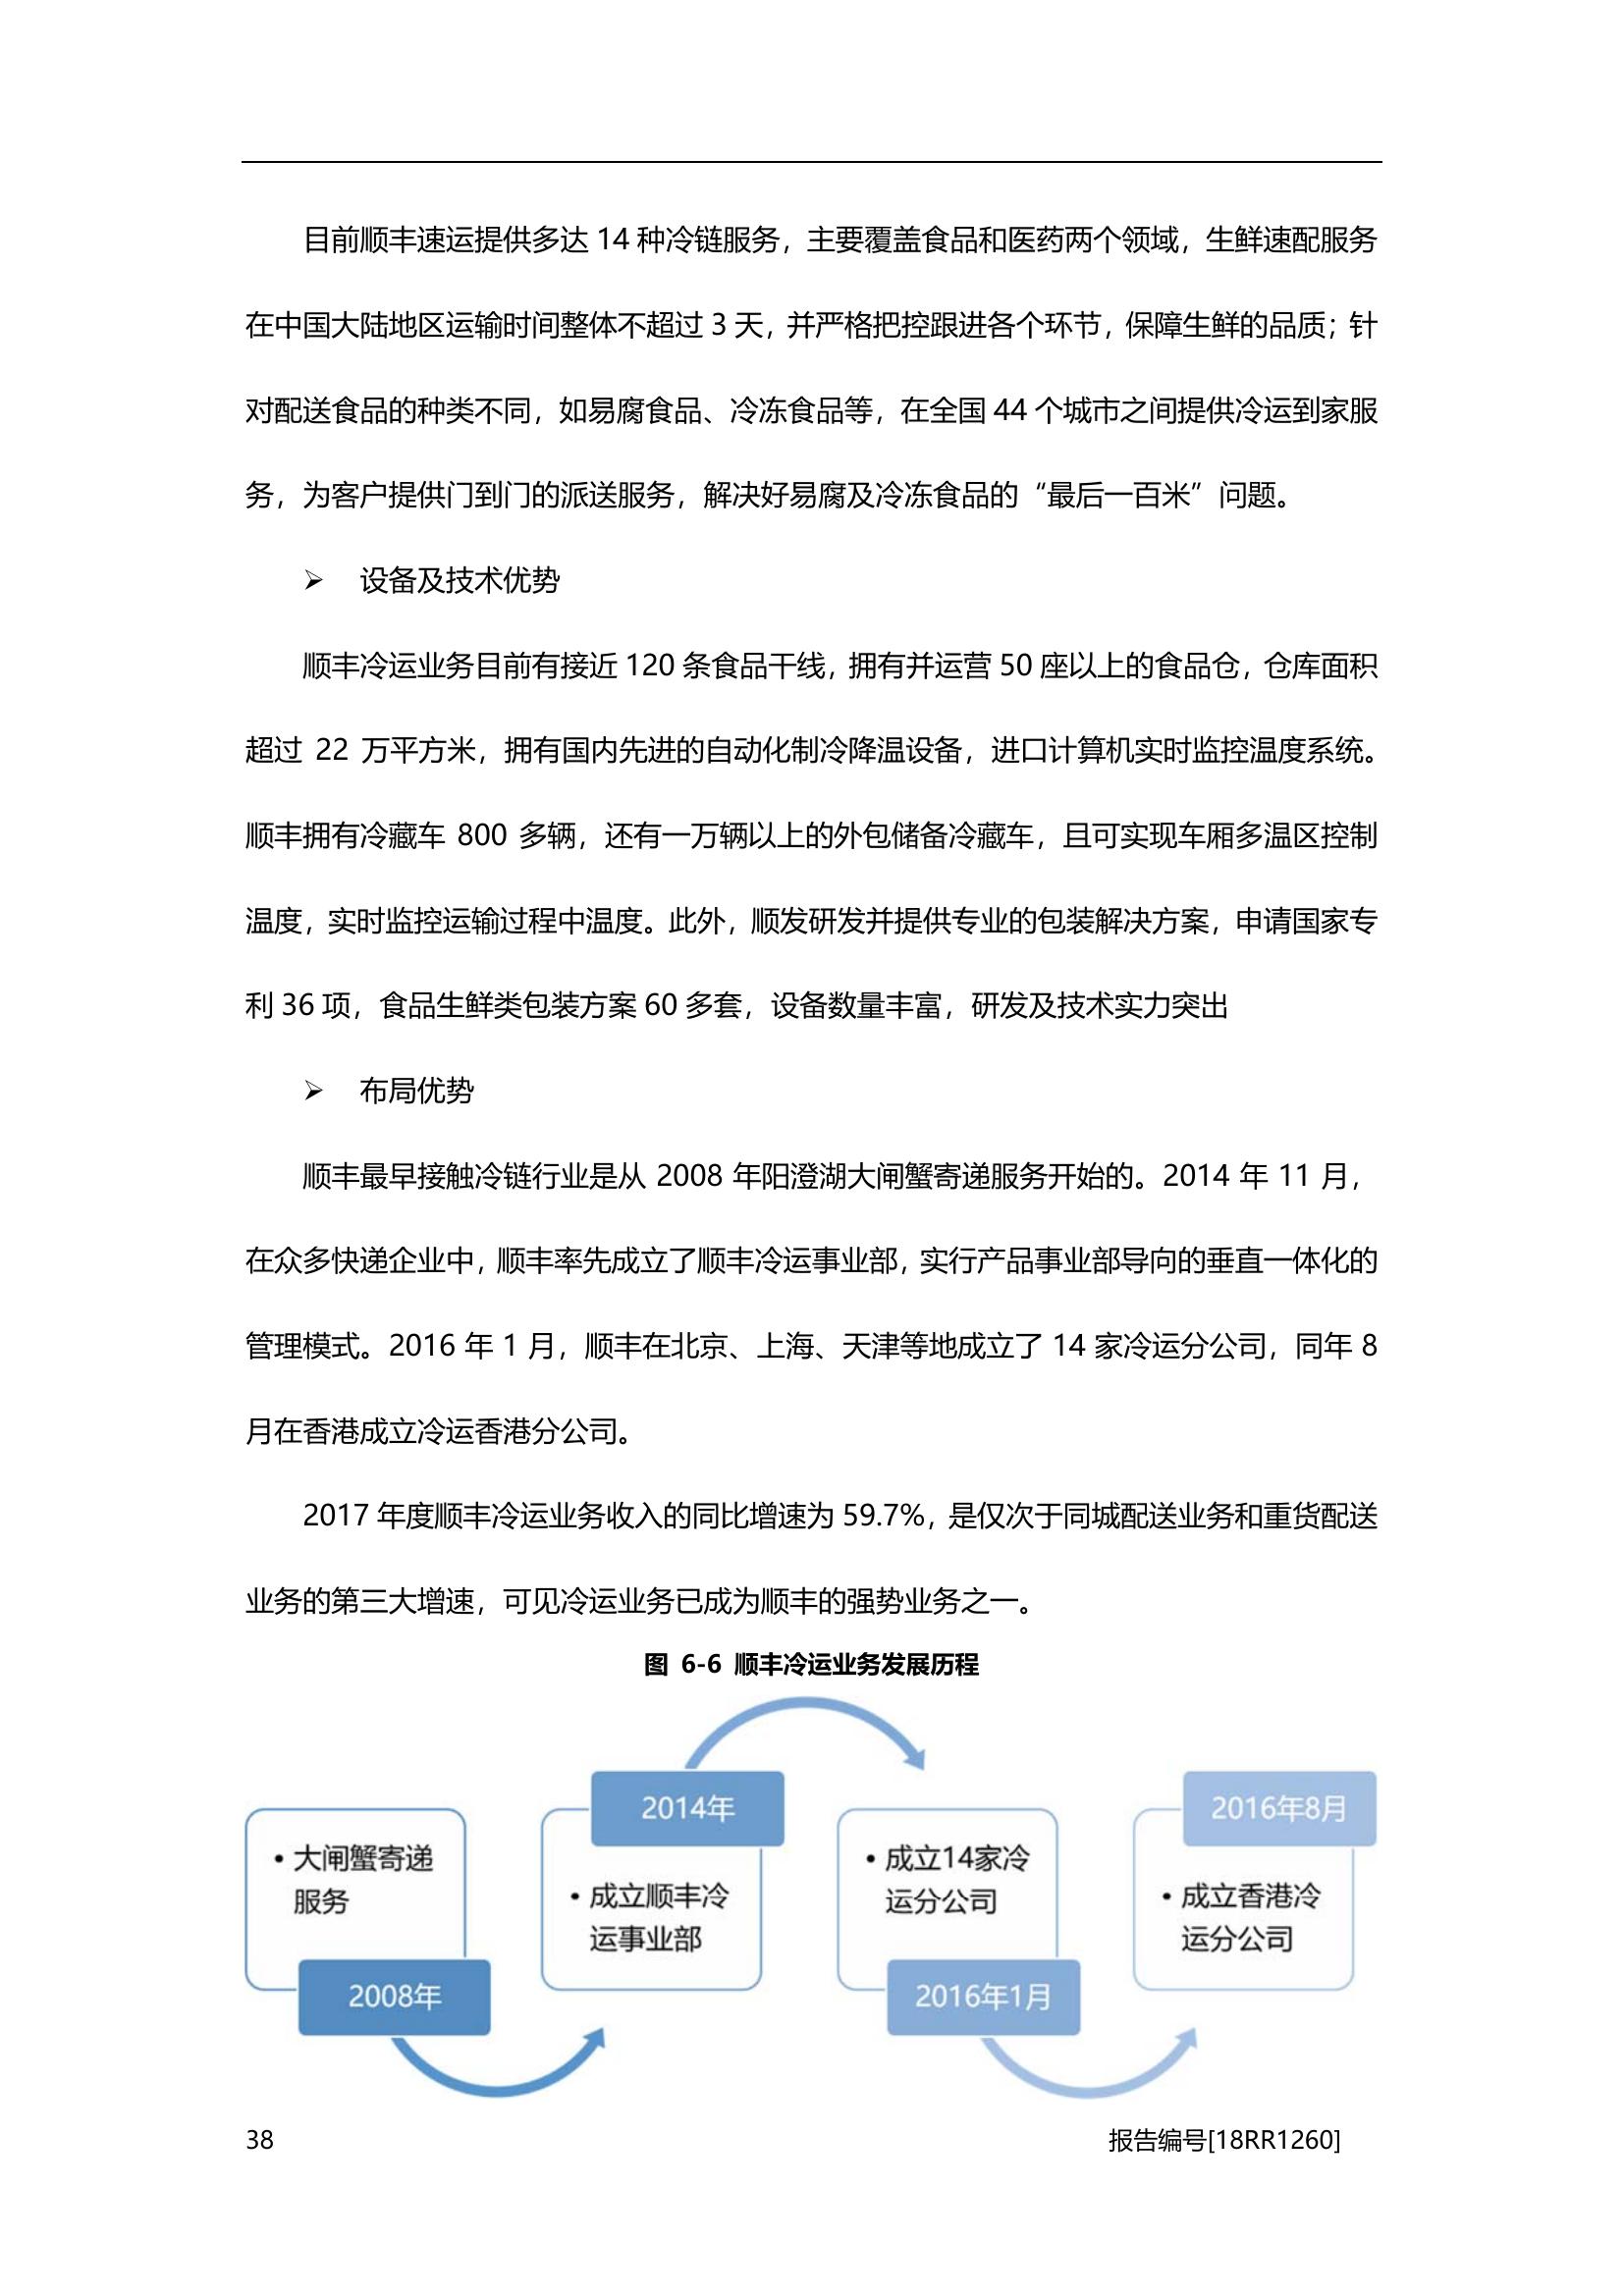 目前顺丰速运提供多达 14 种冷链服务，主要覆盖食品和医药两个领域，生鲜速配服务
在中国大陆地区运输时间整体不超过 3 天，并严格把控跟进各个环节，保障生鲜的品质；针
对配送食品的种类不同，如易腐食品、冷冻食品等，在全国 44 个城市之间提供冷运到家服
务，为客户提供门到门的派送服务，解决好易腐及冷冻食品的“最后一百米”问题。
➢ 设备及技术优势
顺丰冷运业务目前有接近 120 条食品干线，拥有并运营 50 座以上的食品仓，仓库面积
超过 22 万平方米，拥有国内先进的自动化制冷降温设备，进口计算机实时监控温度系统。
顺丰拥有冷藏车 800 多辆，还有一万辆以上的外包储备冷藏车，且可实现车厢多温区控制
温度，实时监控运输过程中温度。此外，顺发研发并提供专业的包装解决方案，申请国家专
利 36 项，食品生鲜类包装方案 60 多套，设备数量丰富，研发及技术实力突出
➢ 布局优势
顺丰最早接触冷链行业是从 2008 年阳澄湖大闸蟹寄递服务开始的。2014 年 11 月，
在众多快递企业中，顺丰率先成立了顺丰冷运事业部，实行产品事业部导向的垂直一体化的
管理模式。2016 年 1 月，顺丰在北京、上海、天津等地成立了 14 家冷运分公司，同年 8
月在香港成立冷运香港分公司。
2017 年度顺丰冷运业务收入的同比增速为 59.7%，是仅次于同城配送业务和重货配送
业务的第三大增速，可见冷运业务已成为顺丰的强势业务之一。
图 6-6 顺丰冷运业务发展历程
• 大闸蟹寄递
服务
2008年
2014年
• 成立顺丰冷
运事业部
• 成立14家冷
运分公司
2016年1月
2016年8月
• 成立香港冷
运分公司
38
报告编号[18RR1260]